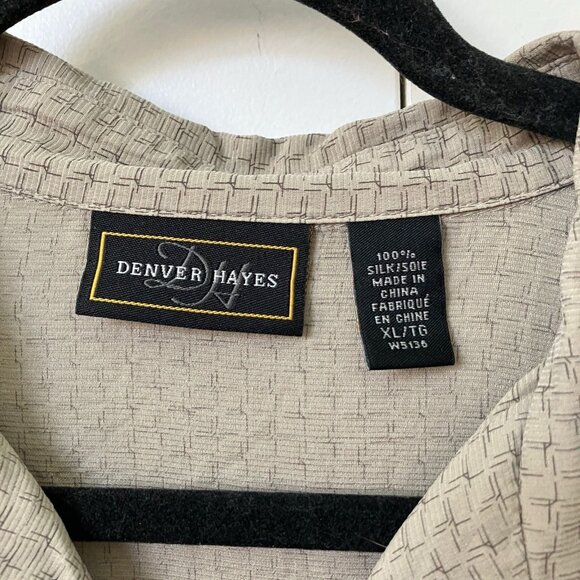 DENVER HAYES
DH
100%
SILK/SOIE
MADE IN
CHINA
FABRIQUÉ
EN CHINE
XL/TG
W5136